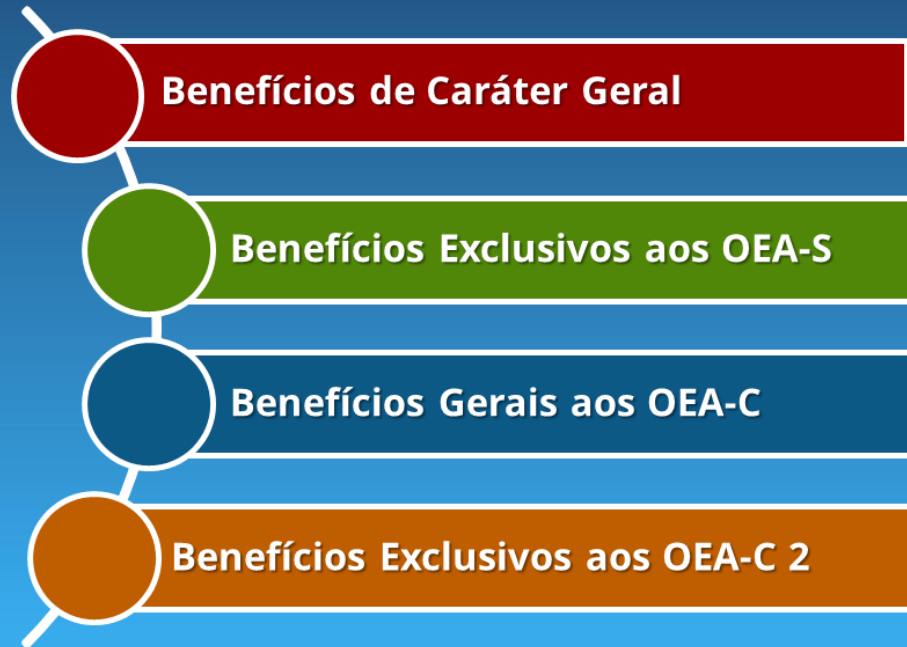 Benefícios de Caráter Geral
Benefícios Exclusivos aos OEA-S
Benefícios Gerais aos OEA-C
Benefícios Exclusivos aos OEA-C 2